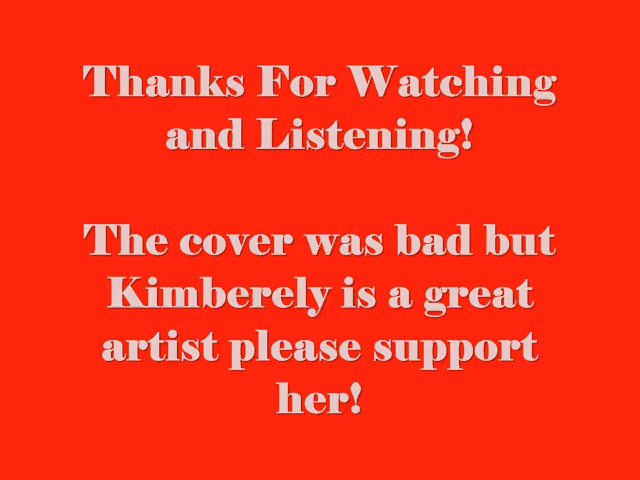 Thanks For Watching
and Listening!
The cover was bad but
Kimberely is a great
artist please support
her!